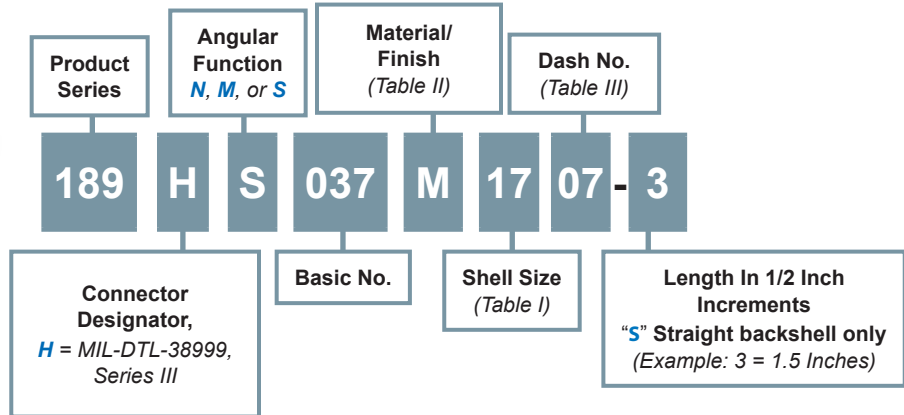 Product
Series
Angular
Function
N, M, or S
Material/
Finish
(Table II)
Dash No.
(Table III)
189 H S 037 M 17 07 - 3
Connector
Designator,
H = MIL-DTL-38999,
Series III
Basic No.
Shell Size
(Table I)
Length In 1/2 Inch
Increments
“S” Straight backshell only
(Example: 3 = 1.5 Inches)